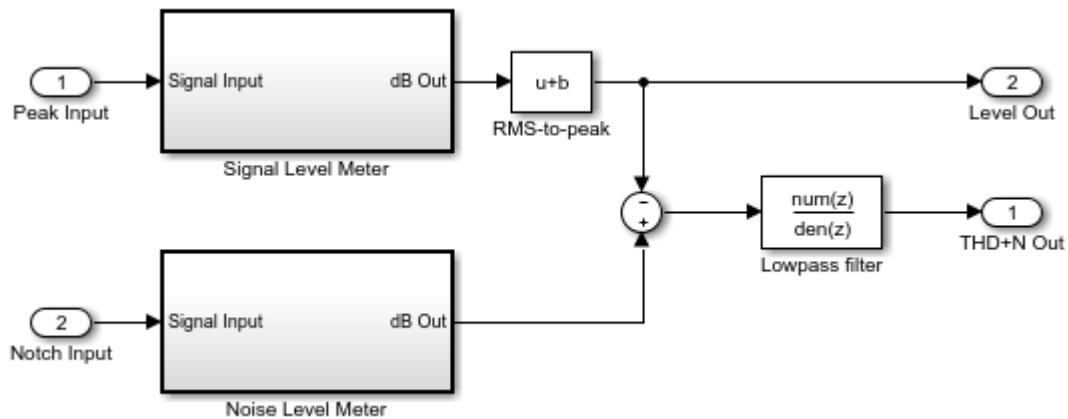 1
Peak Input
Signal Input
dB Out
Signal Level Meter
u+b
RMS-to-peak
2
Level Out
−
+
num(z)
den(z)
Lowpass filter
1
THD+N Out
2
Notch Input
Signal Input
dB Out
Noise Level Meter